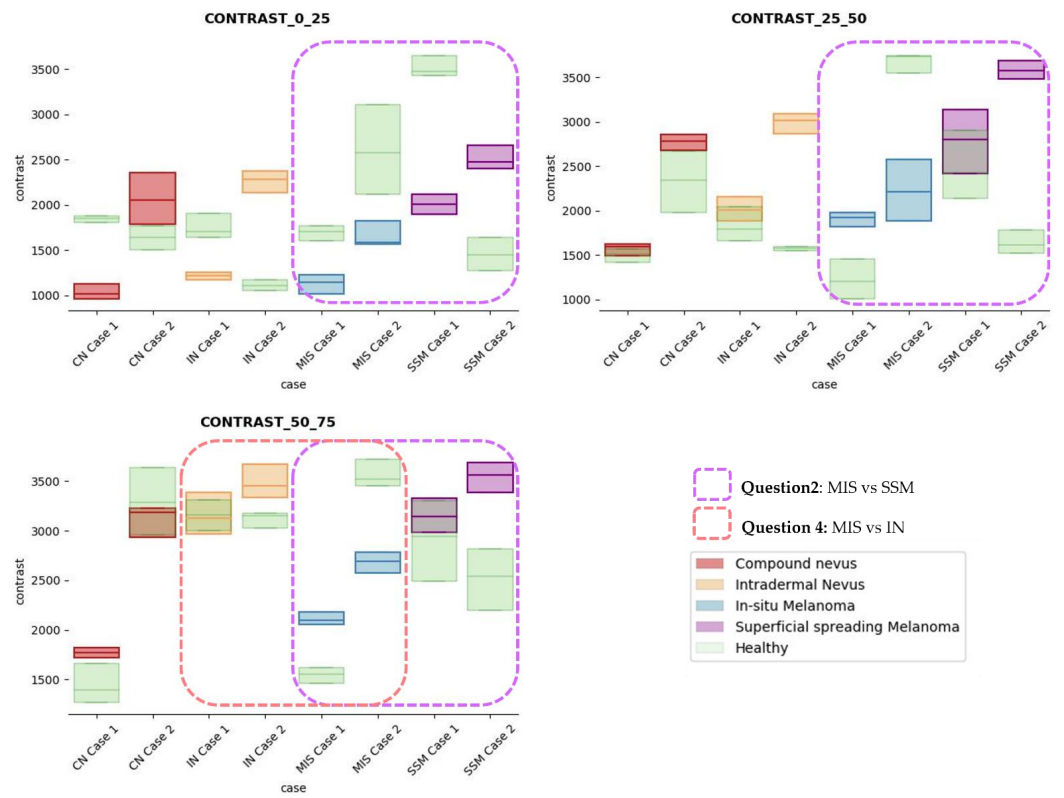 CONTRAST_0_25
contrast
3500
3000
2500
2000
1500
1000
CN Case 1
CN Case 2
IN Case 1
IN Case 2
MIS Case 1
MIS Case 2
SSM Case 1
SSM Case 2
case
CONTRAST_25_50
contrast
3500
3000
2500
2000
1500
1000
CN Case 1
CN Case 2
IN Case 1
IN Case 2
MIS Case 1
MIS Case 2
SSM Case 1
SSM Case 2
case
CONTRAST_50_75
contrast
3500
3000
2500
2000
1500
CN Case 1
CN Case 2
IN Case 1
IN Case 2
MIS Case 1
MIS Case 2
SSM Case 1
SSM Case 2
case
Question2: MIS vs SSM
Question 4: MIS vs IN
Compound nevus
Intradermal Nevus
In-situ Melanoma
Superficial spreading Melanoma
Healthy